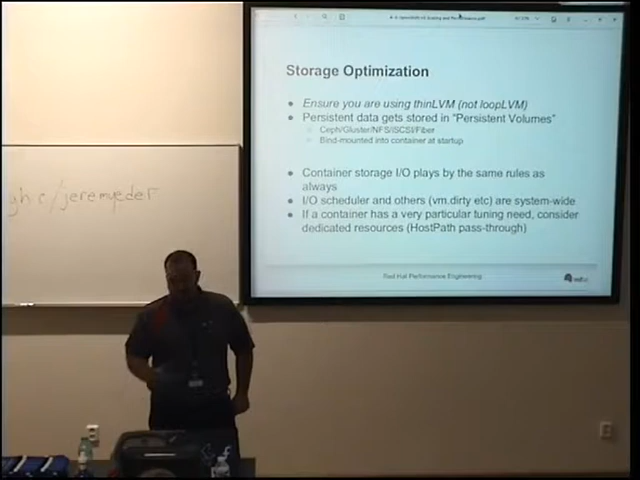 Storage Optimization
● Ensure you are using thinLVM (not loopLVM)
● Persistent data gets stored in "Persistent Volumes"
○ Ceph/Gluster/NFS/iSCSI/Fiber
○ Bind-mounted into container at startup
● Container storage I/O plays by the same rules as
always
● I/O scheduler and others (vm.dirty etc) are system-wide
● If a container has a very particular tuning need, consider
dedicated resources (HostPath pass-through)
Red Hat Performance Engineering
/jeremyeder